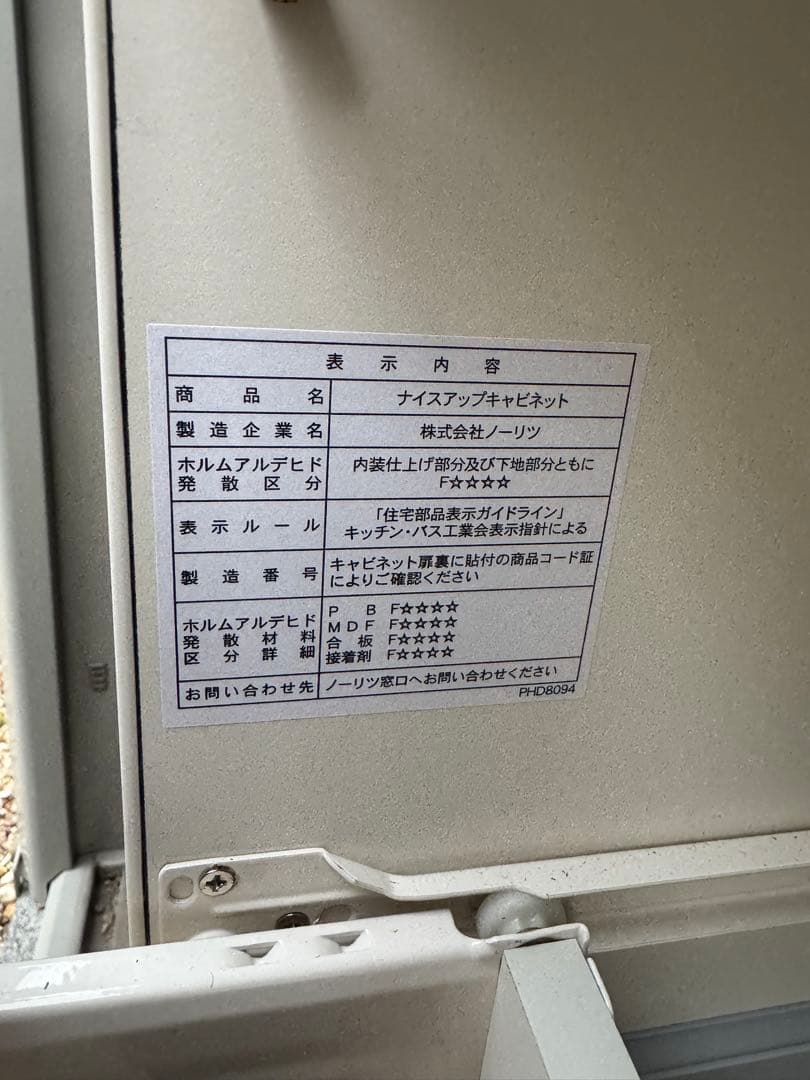 表示内容
商品名 ナイスアップキャビネット
製造企業名 株式会社ノーリツ
ホルムアルデヒド 内装仕上げ部分及び下地部分ともに
発散区分 F☆☆☆☆
表示ルール 「住宅部品表示ガイドライン」
キッチン・バス工業会表示指針による
製造番号 キャビネット扉裏に貼付の商品コード証
によりご確認ください
ホルムアルデヒド PB F☆☆☆☆
発散材料 MDF F☆☆☆☆
区分詳細 合板 F☆☆☆☆
接着剤 F☆☆☆☆
お問い合わせ先 ノーリツ窓口へお問い合わせください
PHD8094